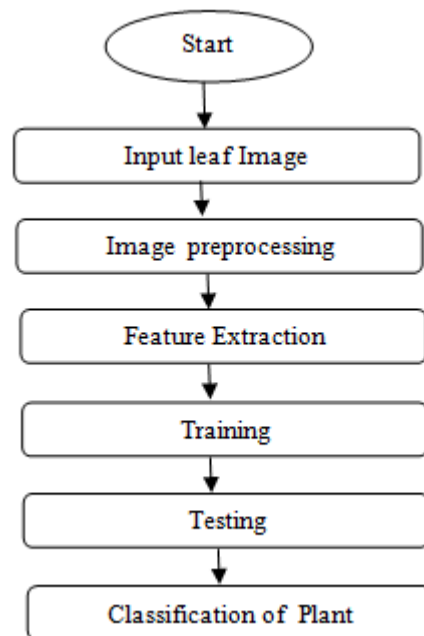 Start
Input leaf Image
Image preprocessing
Feature Extraction
Training
Testing
Classification of Plant